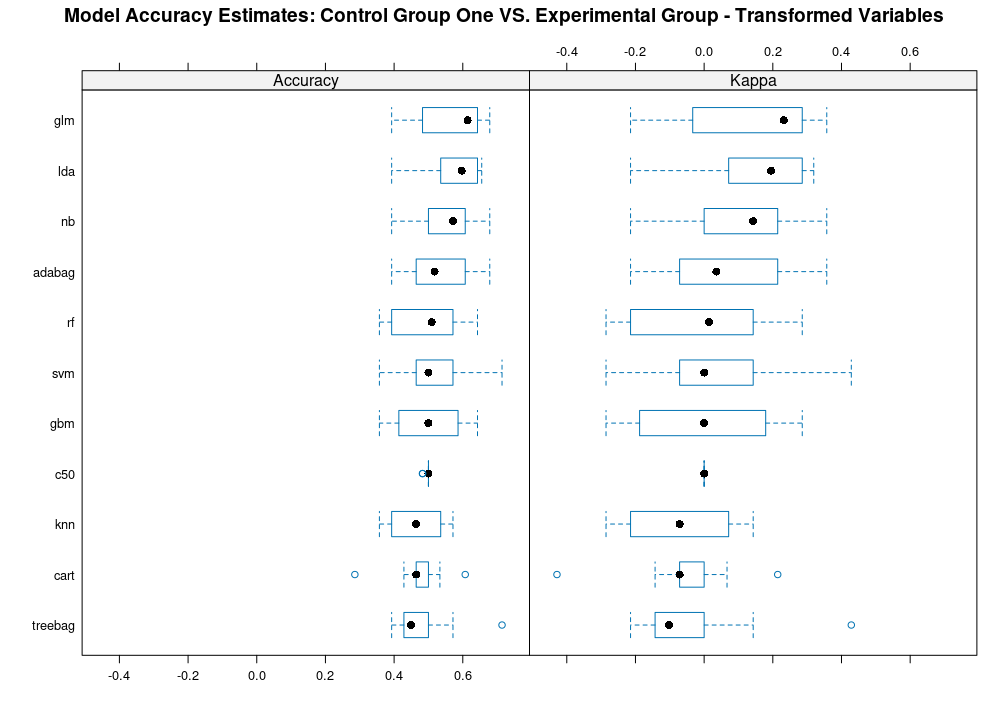 Model Accuracy Estimates: Control Group One VS. Experimental Group - Transformed Variables
-0.4 -0.2 0.0 0.2 0.4 0.6
Accuracy Kappa
glm
lda
nb
adabag
rf
svm
gbm
c50
knn
cart
treebag
-0.4 -0.2 0.0 0.2 0.4 0.6